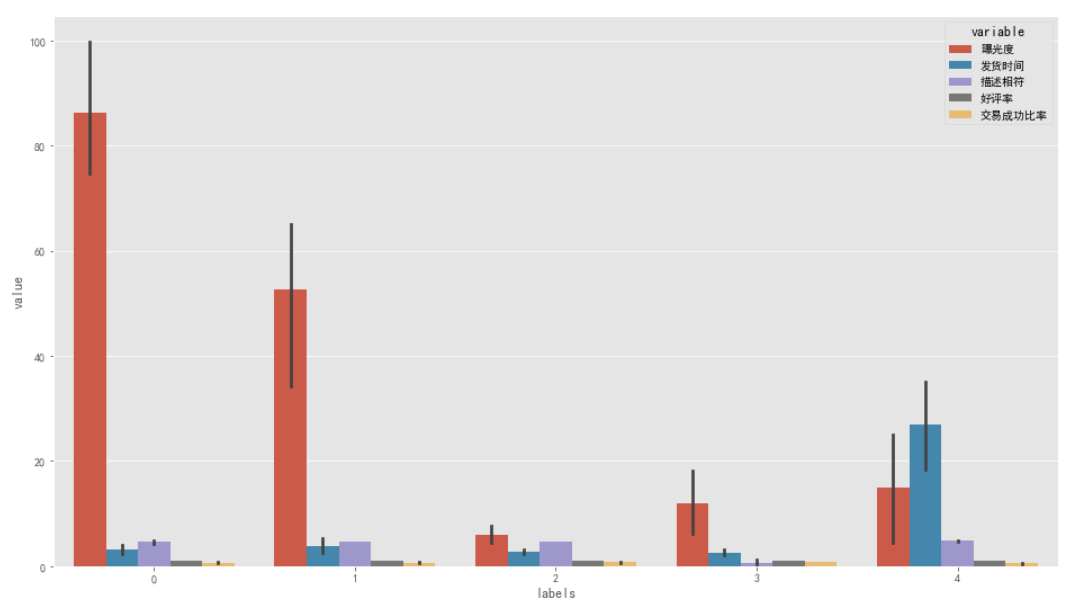 variable
曝光度
发货时间
描述相符
好评率
交易成功比率
100
80
60
40
20
0
value
0 1 2 3 4
labels